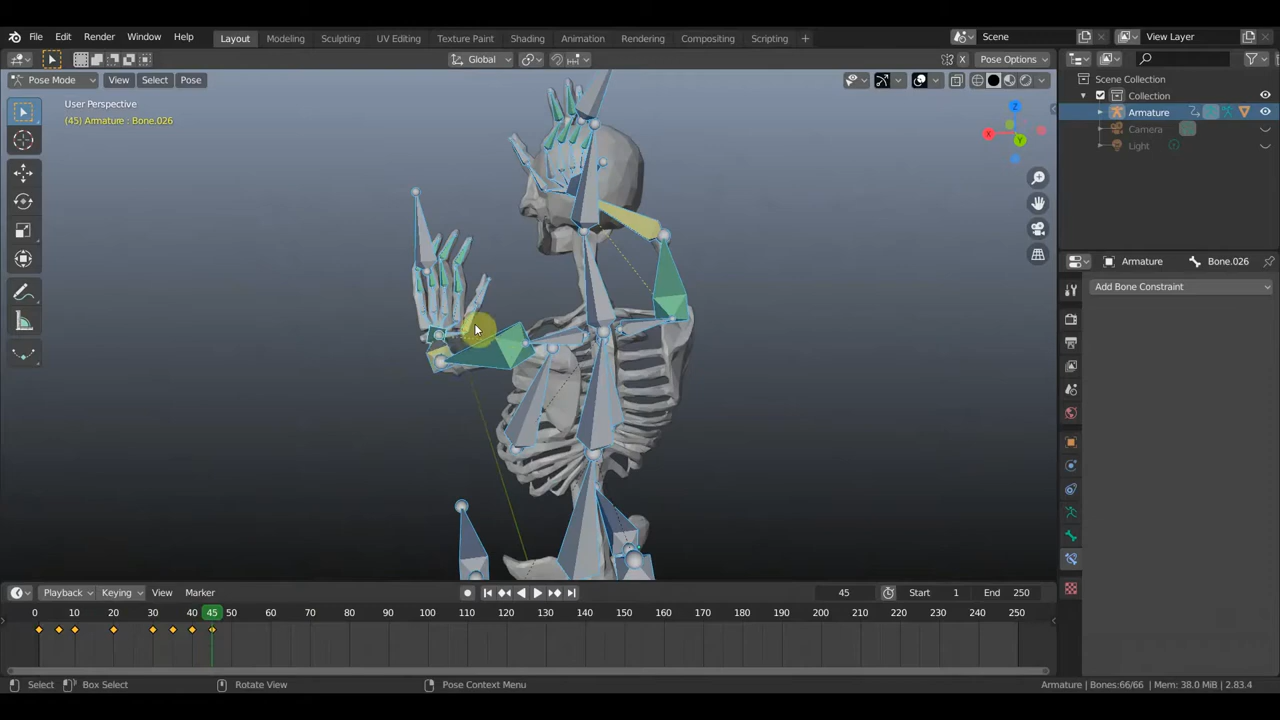 File Edit Render Window Help Layout Modeling UV Editing Texture Paint Shading Animation Rendering Compositing Scripting + Scene View Layer
Global X Pose Options
Pose Mode View Select Pose
User Perspective
(45) Armature : Bone.026
Scene Collection
Collection
Armature
Camera
Light
X Y Z
Armature Bone.026
Add Bone Constraint
Playback Keying View Marker 45 Start 1 End 250
0 10 20 30 40 45 50 60 70 80 90 100 110 120 130 140 150 160 170 180 190 200 210 220 230 240 250
Select Box Select Rotate View Pose Context Menu Armature | Bones:66/66 | Mem: 38.0 MiB | 2.83.4